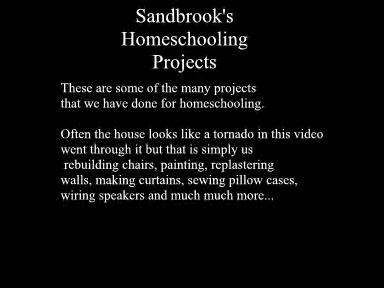 Sandbrook's
Homeschooling
Projects
These are some of the many projects
that we have done for homeschooling.
Often the house looks like a tornado in this video
went through it but that is simply us
rebuilding chairs, painting, replastering
walls, making curtains, sewing pillow cases,
wiring speakers and much much more...